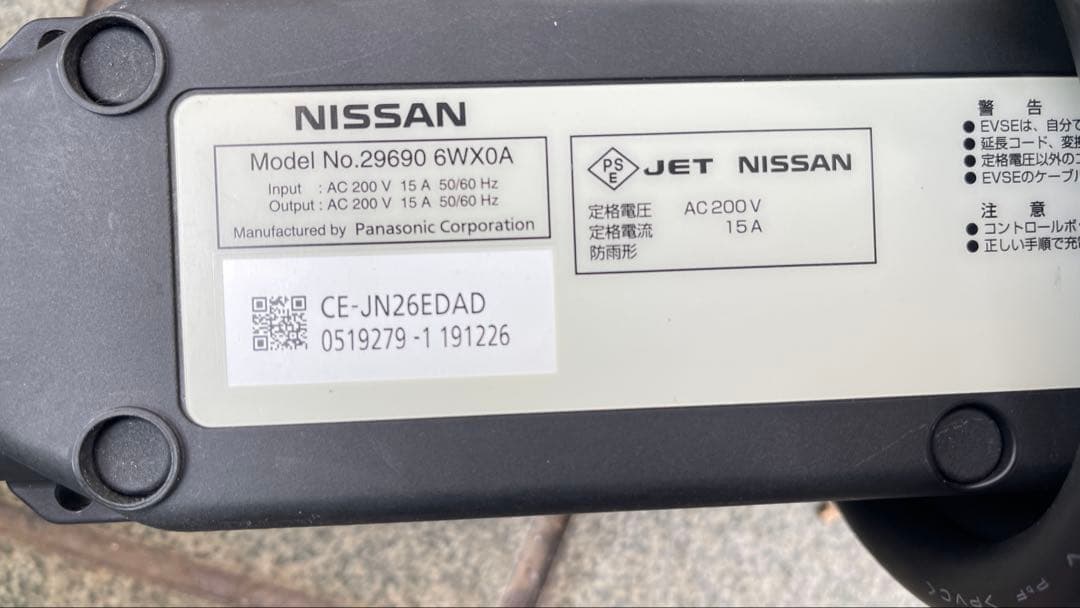 NISSAN
Model No.29690 6WX0A
Input : AC 200 V 15 A 50/60 Hz
Output : AC 200 V 15 A 50/60 Hz
Manufactured by Panasonic Corporation
CE-JN26EDAD
0519279 -1 191226
PS
E
JET NISSAN
定格電圧 AC200V
定格電流 15A
防雨形
警 告
● EVSEは、自分で
● 延長コード、変換
● 定格電圧以外のコ
● EVSEのケーブル
注 意
● コントロールボ
● 正しい手順で充